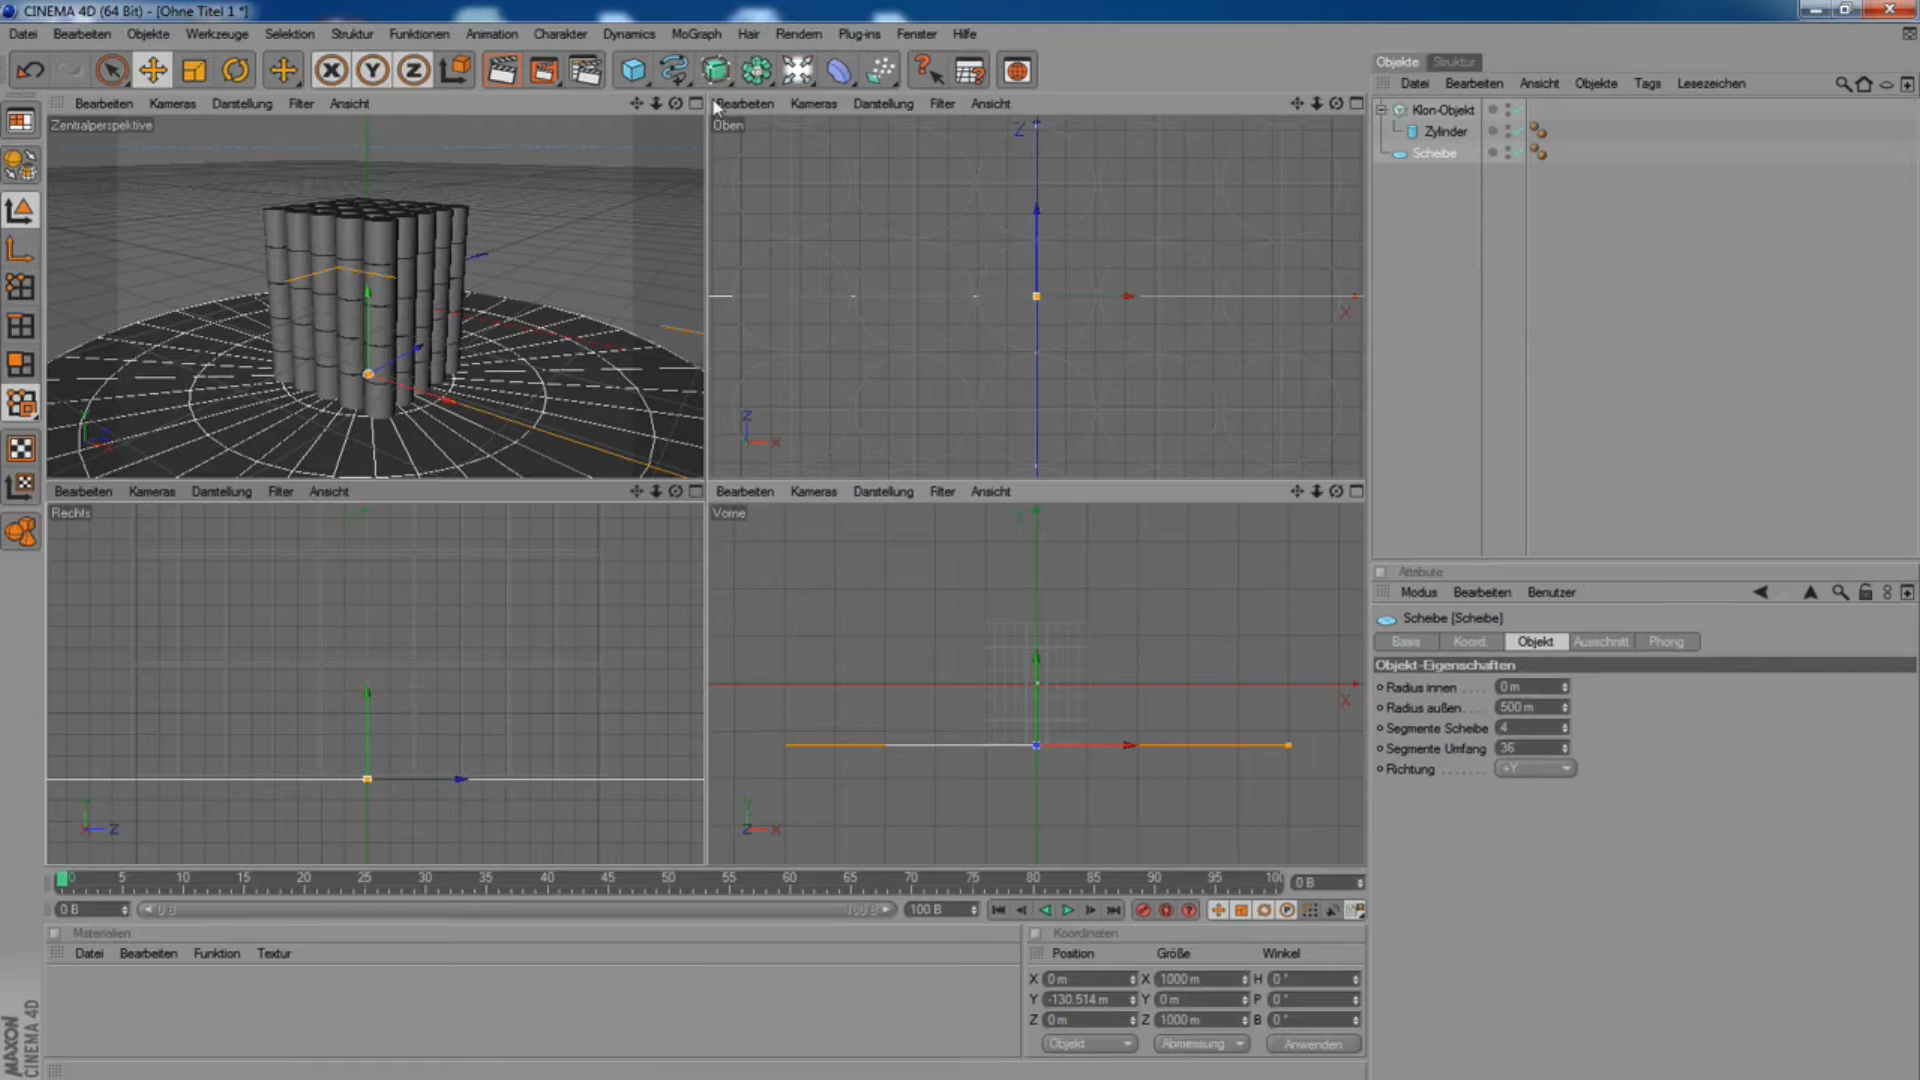 CINEMA 4D (64 Bit) - [Ohne Titel 1 *]
Datei Bearbeiten Objekte Werkzeuge Selektion Struktur Funktionen Animation Charakter Dynamics MoGraph Hair Rendern Plug-ins Fenster Hilfe
Objekte Struktur
Datei Bearbeiten Ansicht Objekte Tags Lesezeichen
Bearbeiten Kameras Darstellung Filter Ansicht
Zentralperspektive
Bearbeiten Kameras Darstellung Filter Ansicht
Oben
Z
X
Z
X
Klon-Objekt
Zylinder
Scheibe
Bearbeiten Kameras Darstellung Filter Ansicht
Rechts
Y
Z
Bearbeiten Kameras Darstellung Filter Ansicht
Vorne
X
Y
Z X
Attribute
Modus Bearbeiten Benutzer
Scheibe [Scheibe]
Basis Koord. Objekt Ausschnitt Phong
Objekt-Eigenschaften
Radius innen . . . . 0 m
Radius außen. . . . 500 m
Segmente Scheibe 4
Segmente Umfang 36
Richtung . . . . . . . +Y
0 5 10 15 20 25 30 35 40 45 50 55 60 65 70 75 80 85 90 95 100 0 B
0 B 0 B 100 B 100 B
Materialien
Datei Bearbeiten Funktion Textur
Koordinaten
Position Größe Winkel
X 0 m X 1000 m H 0 °
Y -130.514 m Y 0 m P 0 °
Z 0 m Z 1000 m B 0 °
Objekt Abmessung Anwenden
MAXON
CINEMA 4D